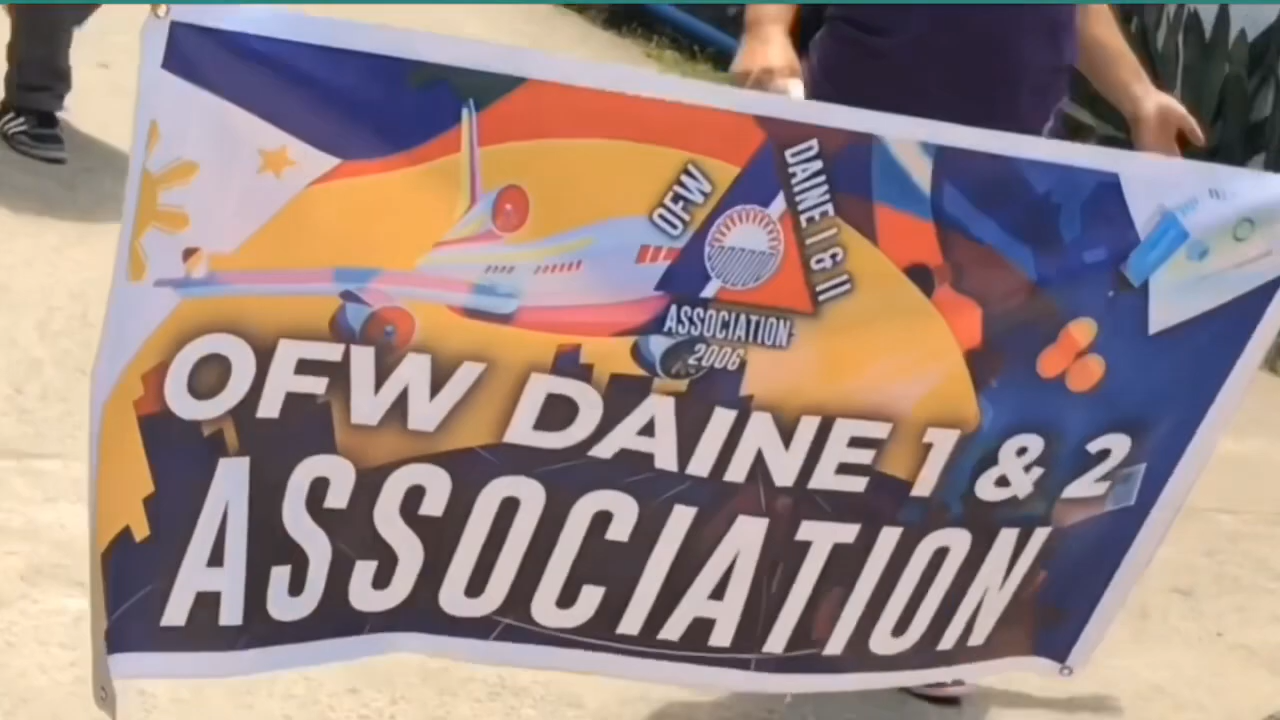 OFW
DAINE I & II
ASSOCIATION
2006
OFW DAINE 1 & 2
ASSOCIATION